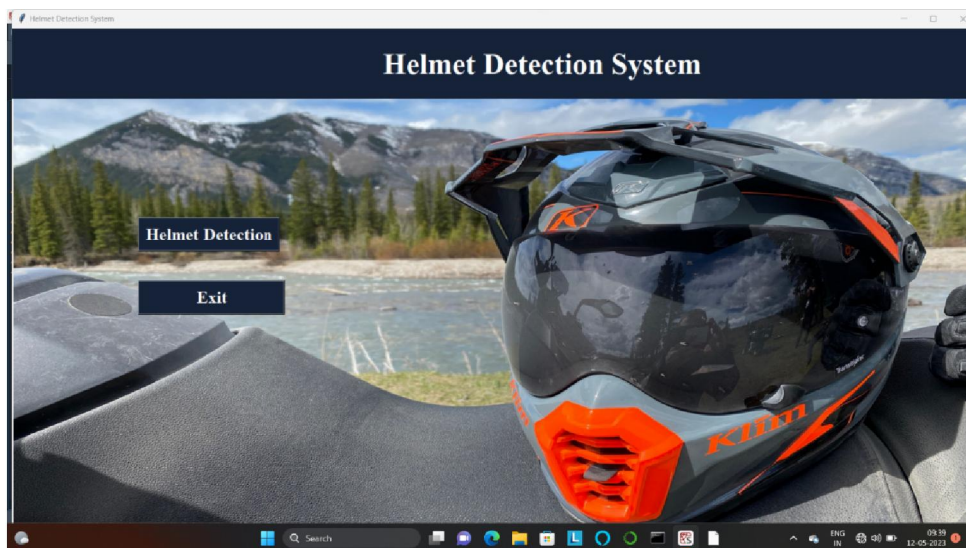 Helmet Detection System
Helmet Detection System
Helmet Detection
Exit
KLIM
Search
ENG
IN
09:39
12-05-2023